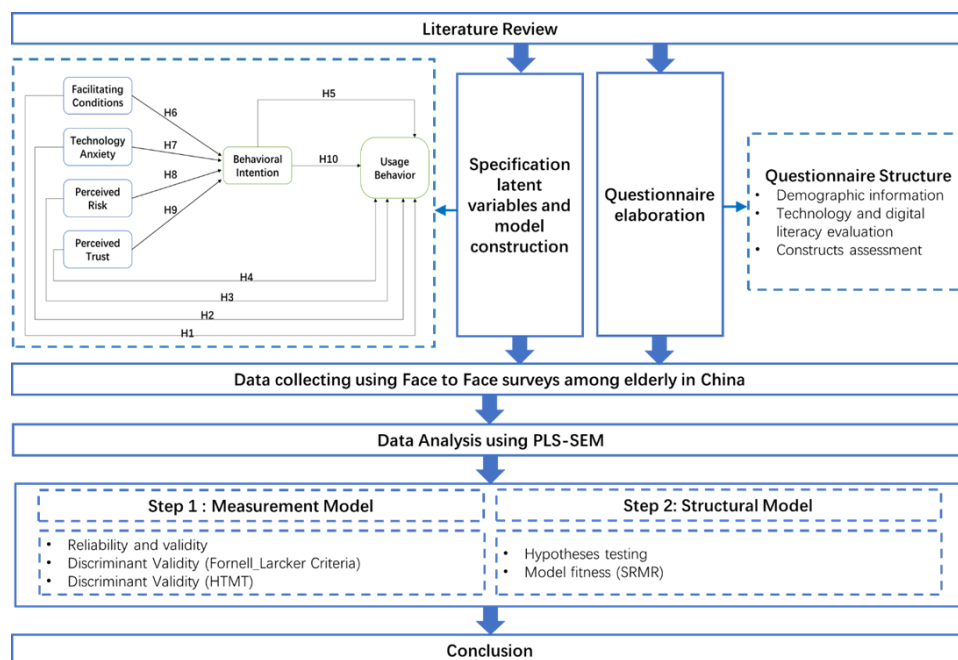 Literature Review
Facilitating
Conditions
Technology
Anxiety
Perceived
Risk
Perceived
Trust
H6
H7
H8
H9
Behavioral
Intention
H5
H10
Usage
Behavior
H4
H3
H2
H1
Specification
latent
variables and
model
construction
Questionnaire
elaboration
Questionnaire Structure
• Demographic information
• Technology and digital
literacy evaluation
• Constructs assessment
Data collecting using Face to Face surveys among elderly in China
Data Analysis using PLS-SEM
Step 1 : Measurement Model
• Reliability and validity
• Discriminant Validity (Fornell_Larcker Criteria)
• Discriminant Validity (HTMT)
Step 2: Structural Model
• Hypotheses testing
• Model fitness (SRMR)
Conclusion